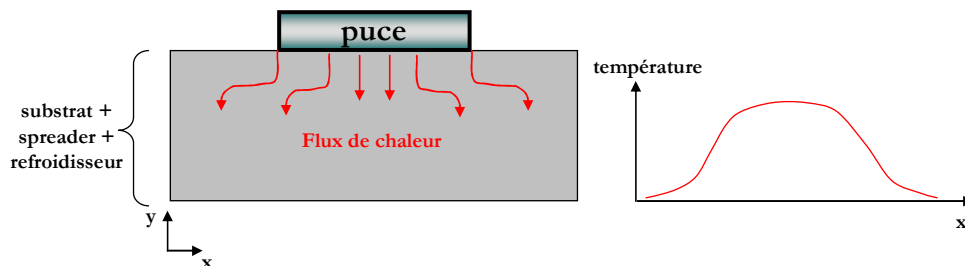 puce
température
substrat +
spreader +
refroidisseur
Flux de chaleur
y
x
x